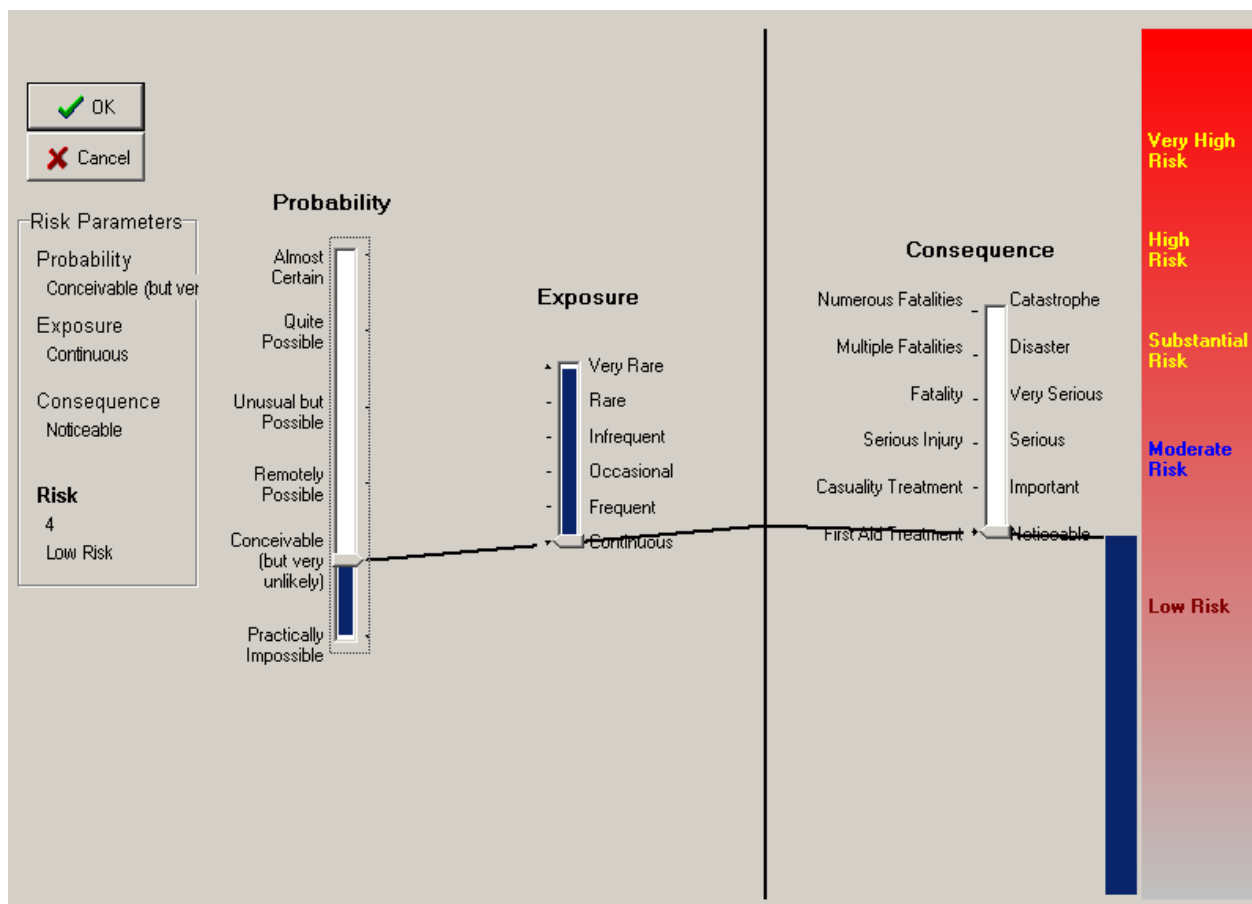 OK
Cancel
Risk Parameters
Probability
Conceivable (but ver
Exposure
Continuous
Consequence
Noticeable
Risk
4
Low Risk
Probability
Almost
Certain
Quite
Possible
Unusual but
Possible
Remotely
Possible
Conceivable
(but very
unlikely)
Practically
Impossible
Exposure
Very Rare
Rare
Infrequent
Occasional
Frequent
Continuous
Consequence
Numerous Fatalities Catastrophe
Multiple Fatalities Disaster
Fatality Very Serious
Serious Injury Serious
Casuality Treatment Important
First Aid Treatment Noticeable
Very High
Risk
High
Risk
Substantial
Risk
Moderate
Risk
Low Risk